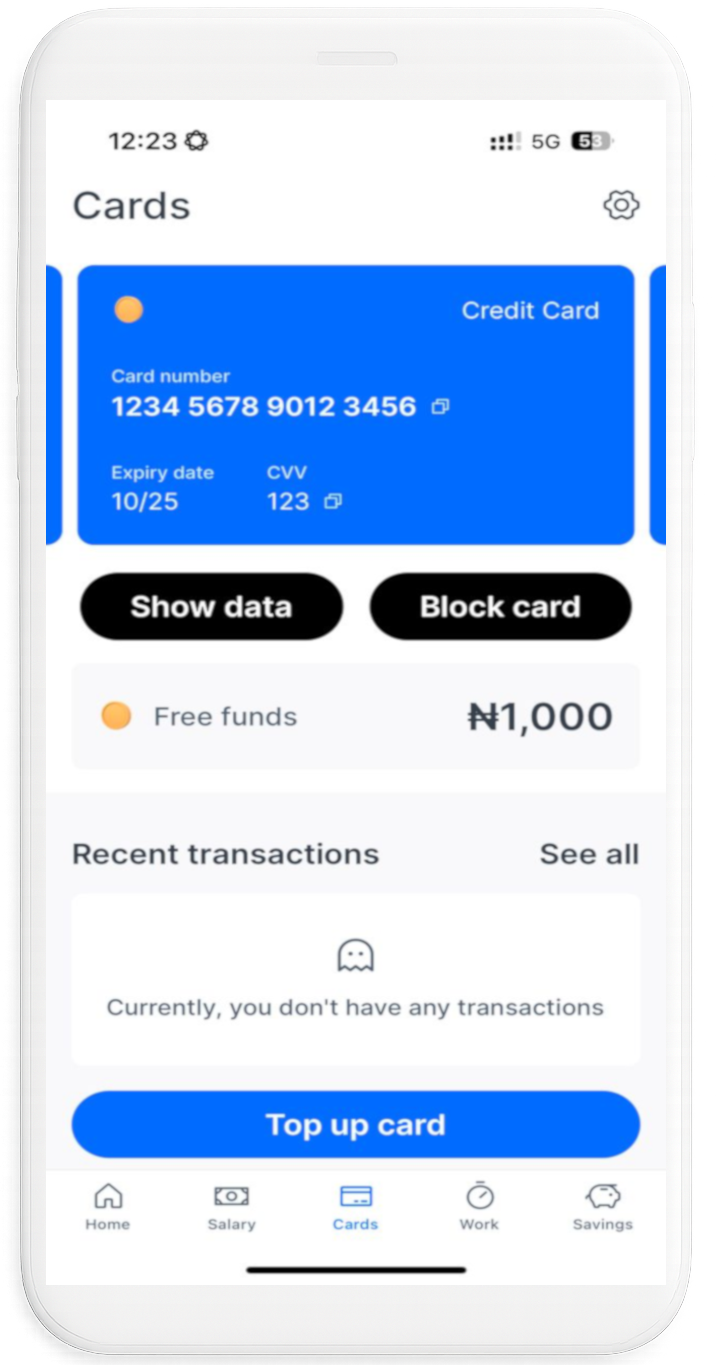 12:23 5G 53
Cards
Credit Card
Card number
1234 5678 9012 3456
Expiry date CVV
10/25 123
Show data Block card
Free funds ₦1,000
Recent transactions See all
Currently, you don't have any transactions
Top up card
Home Salary Cards Work Savings